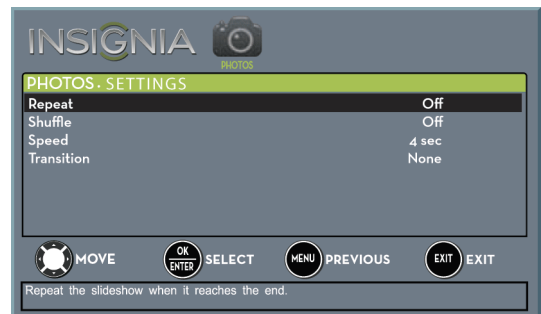 INSIGNIA
PHOTOS
PHOTOS· SETTINGS
Repeat Off
Shuffle Off
Speed 4 sec
Transition None
MOVE OK ENTER SELECT MENU PREVIOUS EXIT EXIT
Repeat the slideshow when it reaches the end.